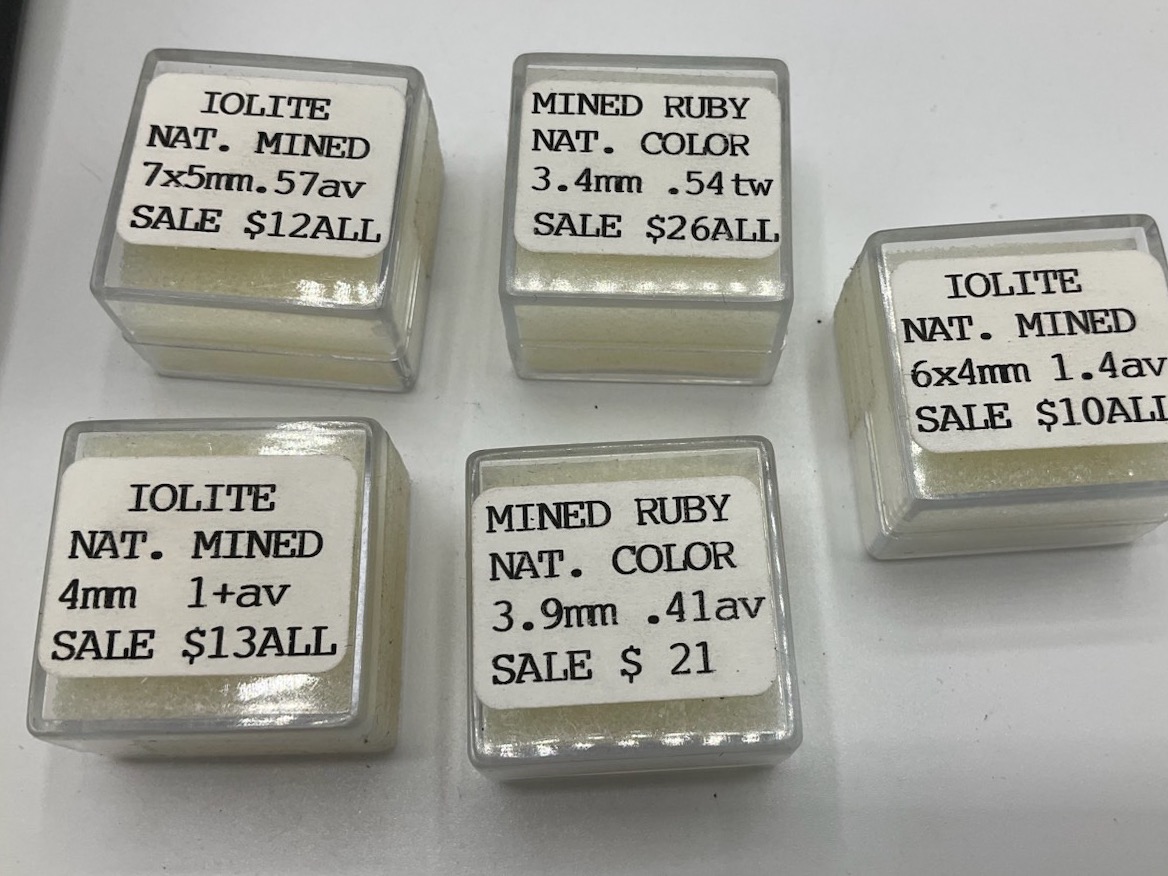 IOLITE
NAT. MINED
7x5mm.57av
SALE $12ALL
MINED RUBY
NAT. COLOR
3.4mm .54tw
SALE $26ALL
IOLITE
NAT. MINED
6x4mm 1.4av
SALE $10ALL
IOLITE
NAT. MINED
4mm 1+av
SALE $13ALL
MINED RUBY
NAT. COLOR
3.9mm .41av
SALE $ 21